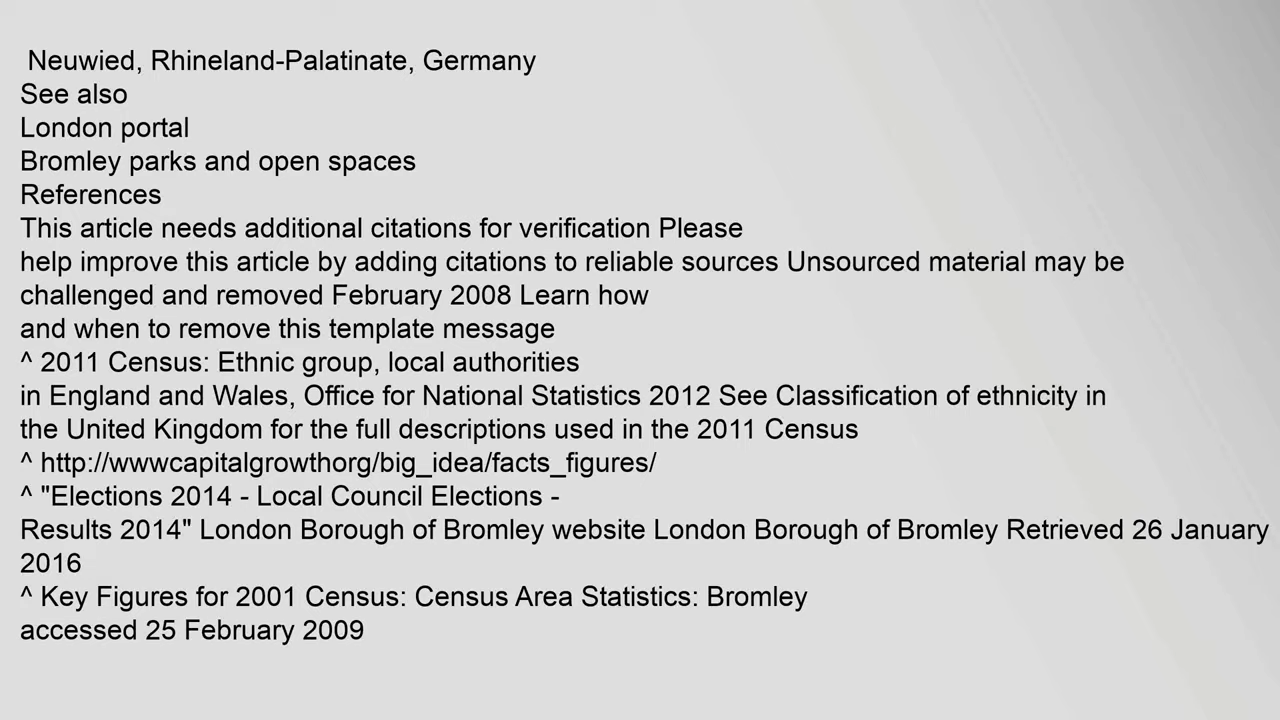 Neuwied, Rhineland-Palatinate, Germany
See also
London portal
Bromley parks and open spaces
References
This article needs additional citations for verification Please
help improve this article by adding citations to reliable sources Unsourced material may be
challenged and removed February 2008 Learn how
and when to remove this template message
^ 2011 Census: Ethnic group, local authorities
in England and Wales, Office for National Statistics 2012 See Classification of ethnicity in
the United Kingdom for the full descriptions used in the 2011 Census
^ http://wwwcapitalgrowthorg/big_idea/facts_figures/
^ "Elections 2014 - Local Council Elections -
Results 2014" London Borough of Bromley website London Borough of Bromley Retrieved 26 January
2016
^ Key Figures for 2001 Census: Census Area Statistics: Bromley
accessed 25 February 2009